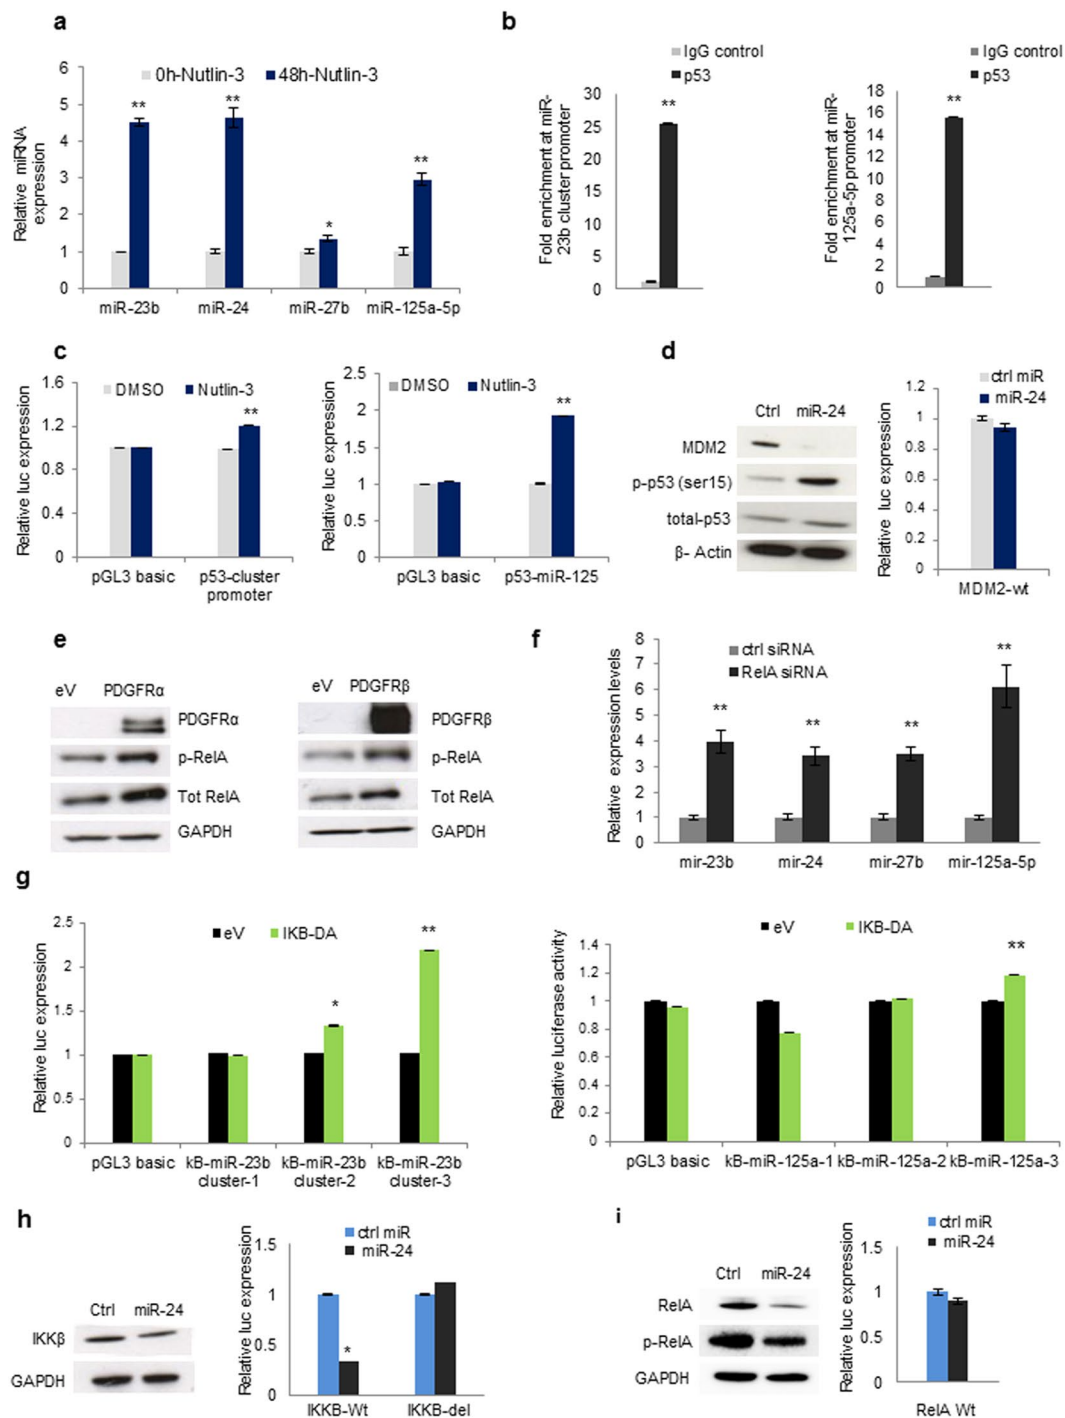 a
0h-Nutlin-3 48h-Nutlin-3
Relative miRNA
expression
6
5
4
3
2
1
0
** ** * **
miR-23b miR-24 miR-27b miR-125a-5p
b
IgG control
p53
Fold enrichment at miR-
23b cluster promoter
30
25
20
15
10
5
0
**
IgG control
p53
Fold enrichment at miR-
125a-5p promoter
18
16
14
12
10
8
6
4
2
0
**
c
DMSO Nutlin-3
Relative luc expression
1.6
1.2
0.8
0.4
0
**
pGL3 basic p53-cluster
promoter
DMSO Nutlin-3
Relative luc expression
2.5
2
1.5
1
0.5
0
**
pGL3 basic p53-miR-125
d
Ctrl miR-24
MDM2
p-p53 (ser15)
total-p53
β- Actin
ctrl miR
miR-24
Relative luc expression
1.2
1
0.8
0.6
0.4
0.2
0
MDM2-wt
e
eV PDGFRα
PDGFRα
p-RelA
Tot RelA
GAPDH
eV PDGFRβ
PDGFRβ
p-RelA
Tot RelA
GAPDH
f
ctrl siRNA
RelA siRNA
Relative expression levels
8
7
6
5
4
3
2
1
0
** ** ** **
mir-23b mir-24 mir-27b mir-125a-5p
g
eV IKB-DA
Relative luc expression
2.5
2
1.5
1
0.5
0
* **
pGL3 basic kB-miR-23b kB-miR-23b kB-miR-23b
cluster-1 cluster-2 cluster-3
eV IKB-DA
Relative luciferase activity
1.4
1.2
1
0.8
0.6
0.4
0.2
0
**
pGL3 basic kB-miR-125a-1 kB-miR-125a-2 kB-miR-125a-3
h
Ctrl miR-24
IKKβ
GAPDH
ctrl miR
miR-24
Relative luc expression
1.5
1
0.5
0
*
IKKB-Wt IKKB-del
i
Ctrl miR-24
RelA
p-RelA
GAPDH
ctrl miR
miR-24
Relative luc expression
1.5
1
0.5
0
RelA Wt